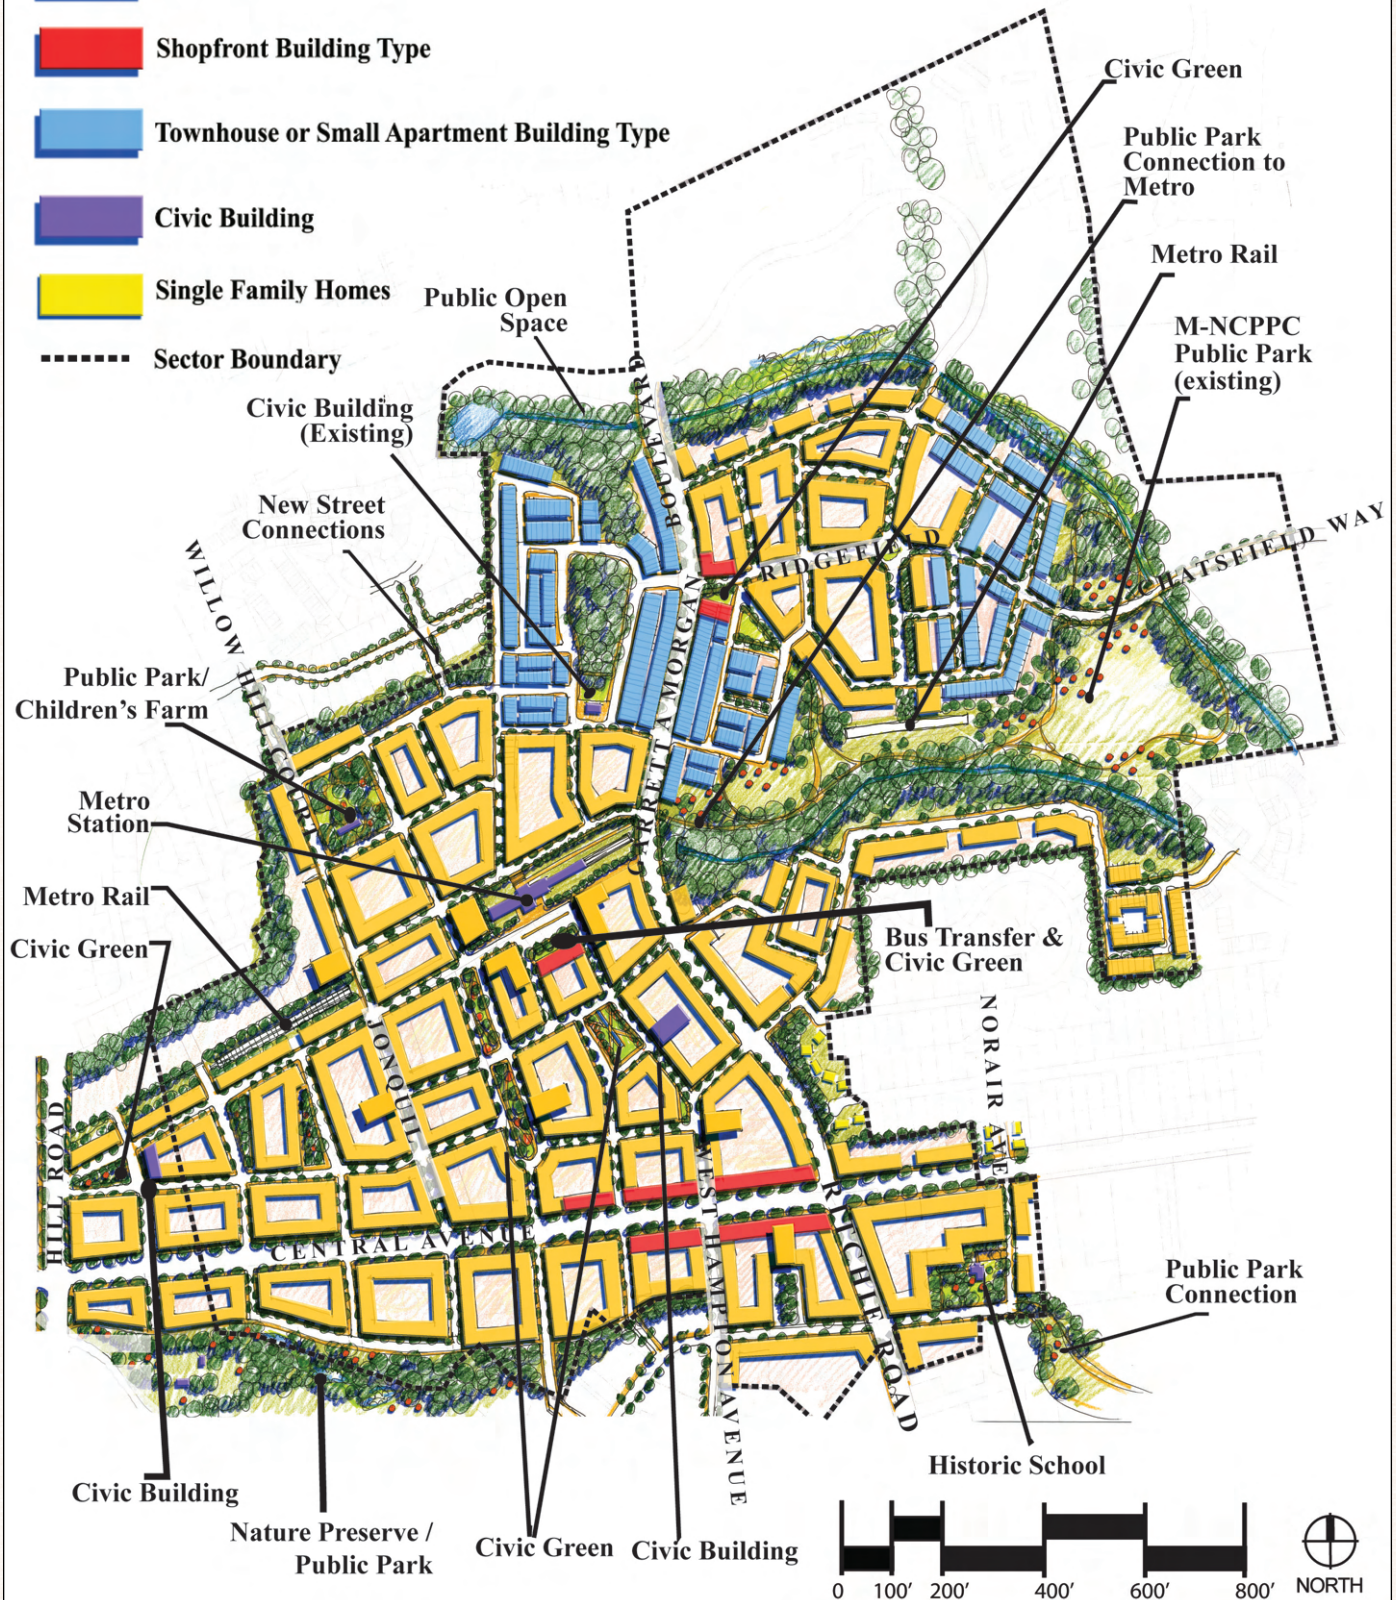 Shopfront Building Type
Townhouse or Small Apartment Building Type
Civic Building
Single Family Homes
Sector Boundary
Civic Green
Public Park
Connection to
Metro
Metro Rail
M-NCPPC
Public Park
(existing)
Public Open
Space
Civic Building
(Existing)
New Street
Connections
WILLOW HILL COURT
Public Park/
Children's Farm
Metro
Station
Metro Rail
Civic Green
GARRETT A MORGAN BOULEVARD
RIDGEFIELD
CHATSFIELD WAY
Bus Transfer &
Civic Green
NORAIR AVE
JONQUIL
HILL ROAD
CENTRAL AVENUE
WEST HAMPTON AVENUE
RITCHIE ROAD
Public Park
Connection
Historic School
Civic Building
Nature Preserve /
Public Park
Civic Green
Civic Building
0 100' 200' 400' 600' 800'
NORTH